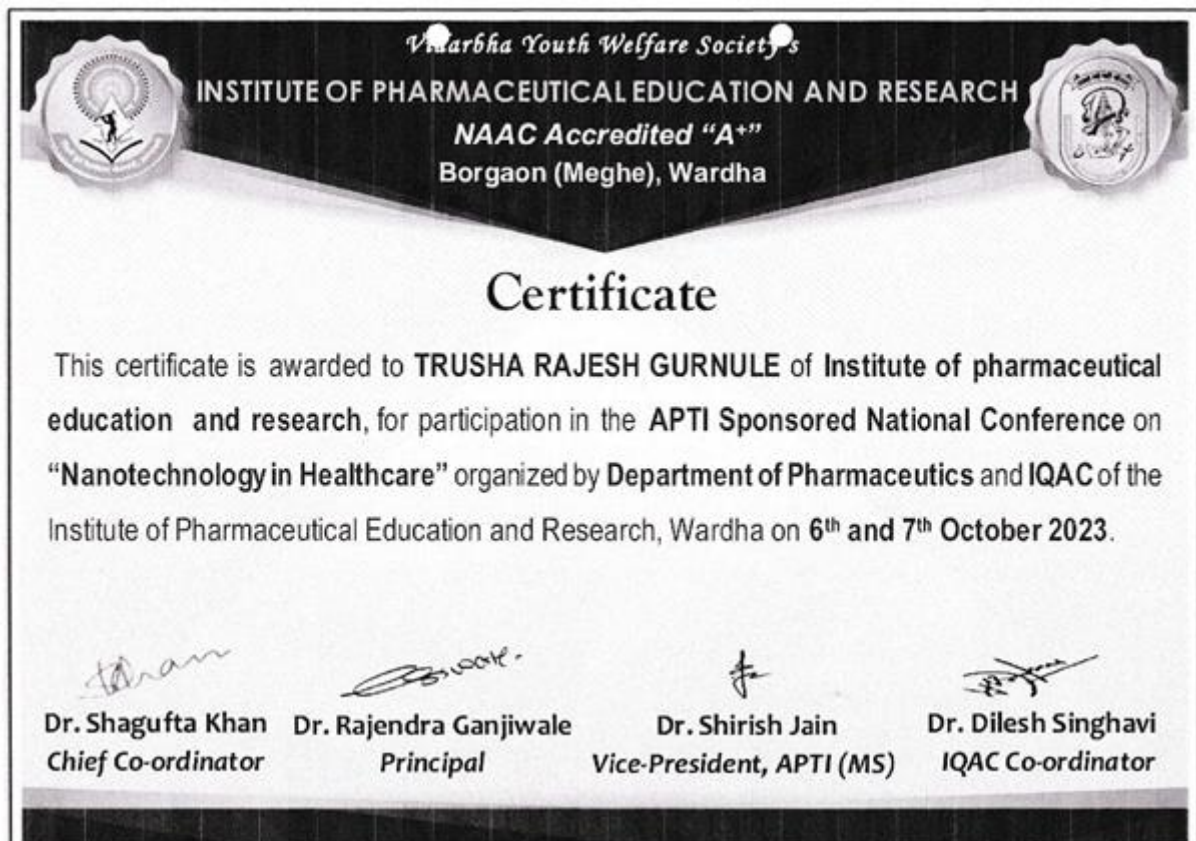 Vidarbha Youth Welfare Society's
INSTITUTE OF PHARMACEUTICAL EDUCATION AND RESEARCH
NAAC Accredited “A⁺”
Borgaon (Meghe), Wardha
Certificate
This certificate is awarded to TRUSHA RAJESH GURNULE of Institute of pharmaceutical
education and research, for participation in the APTI Sponsored National Conference on
“Nanotechnology in Healthcare” organized by Department of Pharmaceutics and IQAC of the
Institute of Pharmaceutical Education and Research, Wardha on 6th and 7th October 2023.
Dr. Shagufta Khan Dr. Rajendra Ganjiwale Dr. Shirish Jain Dr. Dilesh Singhavi
Chief Co-ordinator Principal Vice-President, APTI (MS) IQAC Co-ordinator